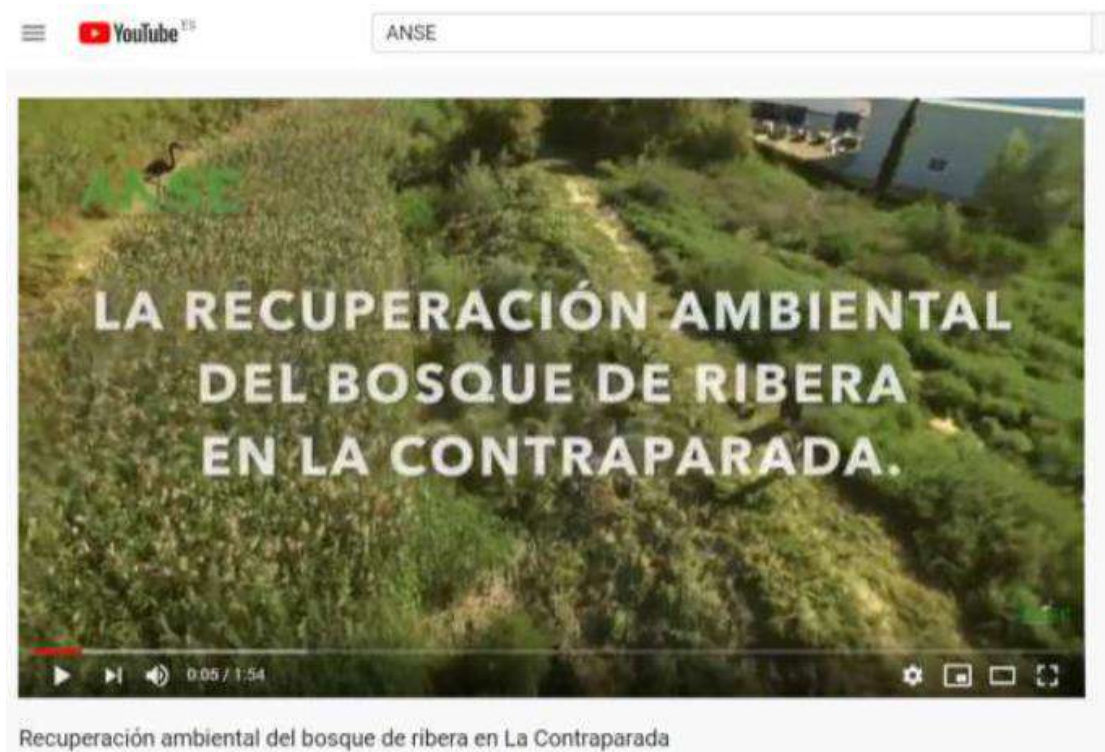 YouTube ES
ANSE
ANSE
LA RECUPERACIÓN AMBIENTAL
DEL BOSQUE DE RIBERA
EN LA CONTRAPARADA.
0:05 / 1:54
Recuperación ambiental del bosque de ribera en La Contraparada